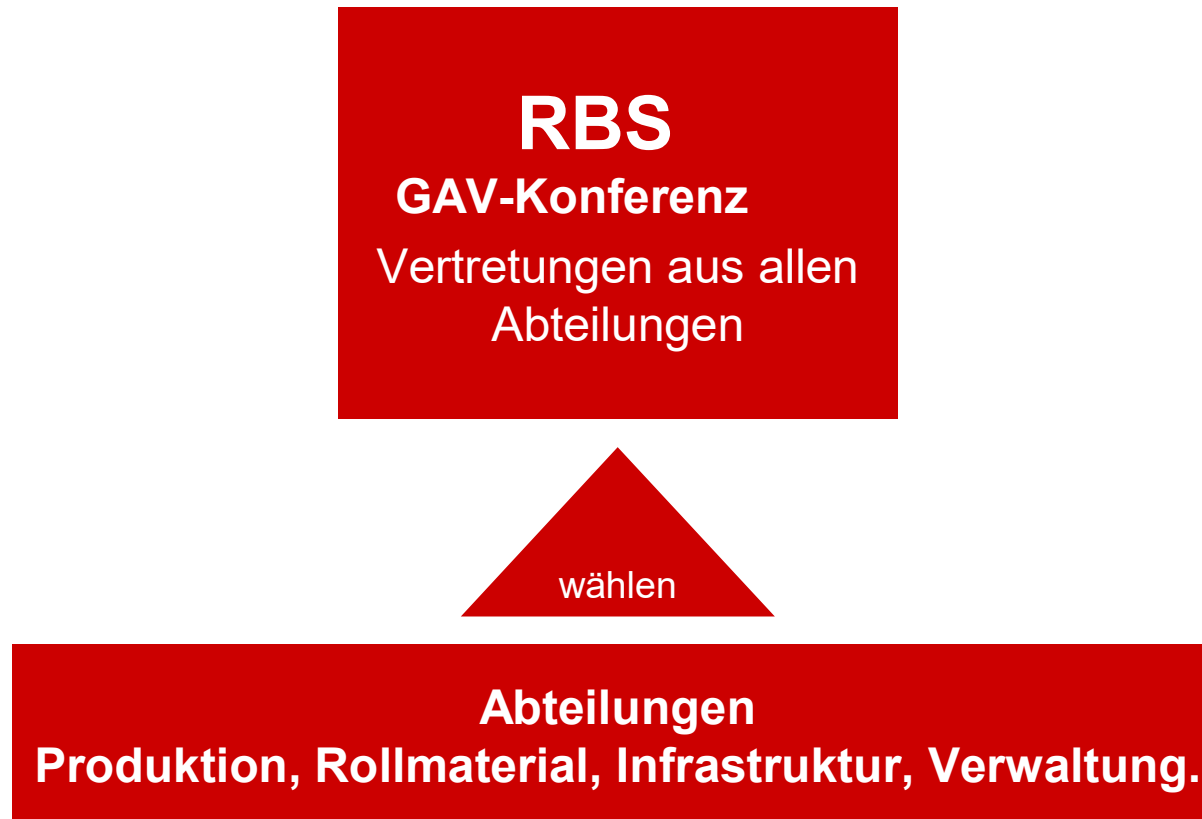 RBS
GAV-Konferenz
Vertretungen aus allen
Abteilungen
wählen
Abteilungen
Produktion, Rollmaterial, Infrastruktur, Verwaltung.